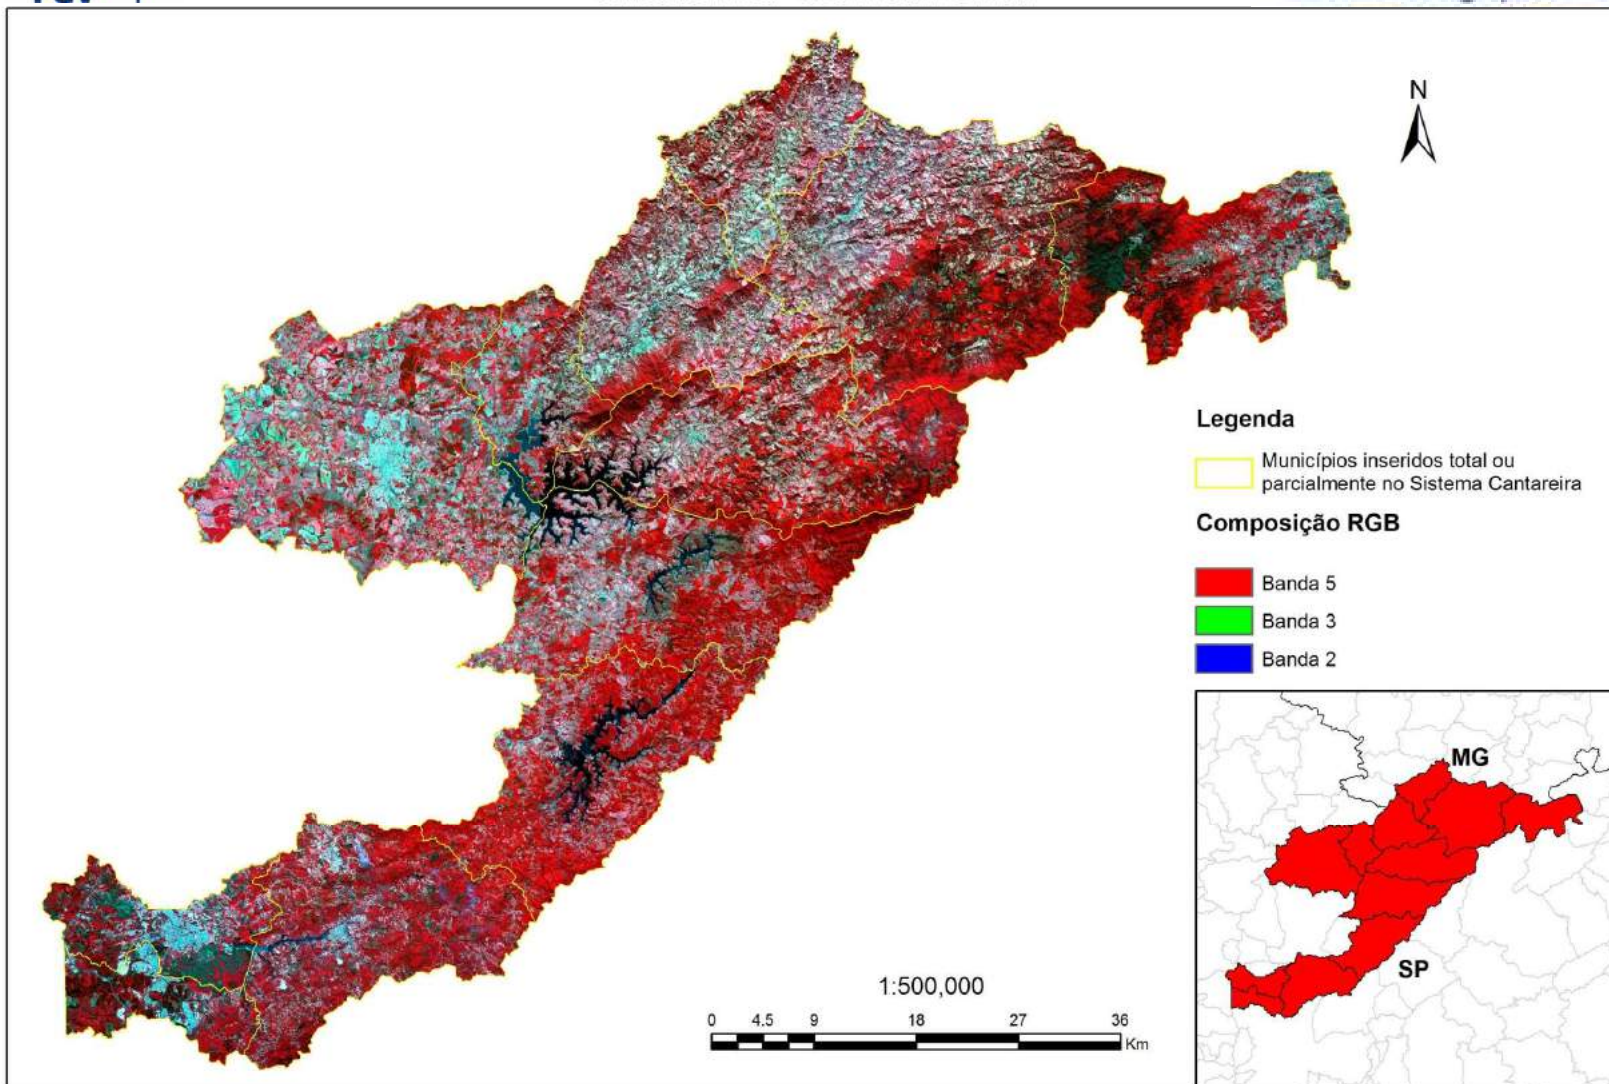 N
Legenda
Municípios inseridos total ou
parcialmente no Sistema Cantareira
Composição RGB
Banda 5
Banda 3
Banda 2
MG
SP
1:500,000
0 4.5 9 18 27 36
Km